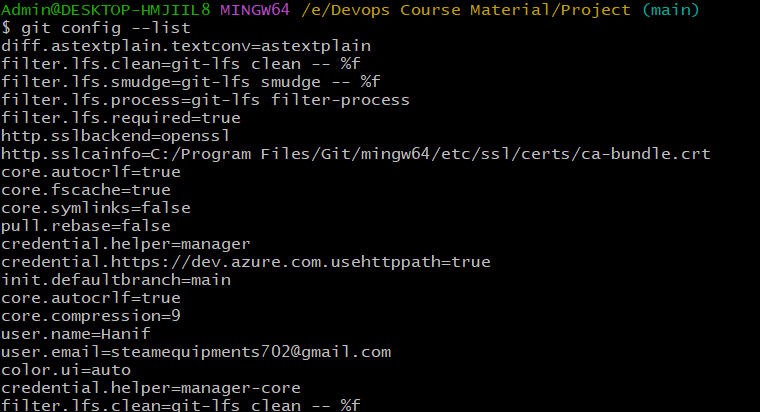 Admin@DESKTOP-HMJIIL8 MINGW64 /e/Devops Course Material/Project (main)
$ git config --list
diff.astextplain.textconv=astextplain
filter.lfs.clean=git-lfs clean -- %f
filter.lfs.smudge=git-lfs smudge -- %f
filter.lfs.process=git-lfs filter-process
filter.lfs.required=true
http.sslbackend=openssl
http.sslcainfo=C:/Program Files/Git/mingw64/etc/ssl/certs/ca-bundle.crt
core.autocrlf=true
core.fscache=true
core.symlinks=false
pull.rebase=false
credential.helper=manager
credential.https://dev.azure.com.usehttppath=true
init.defaultbranch=main
core.autocrlf=true
core.compression=9
user.name=Hanif
user.email=steamequipments702@gmail.com
color.ui=auto
credential.helper=manager-core
filter.lfs.clean=git-lfs clean -- %f